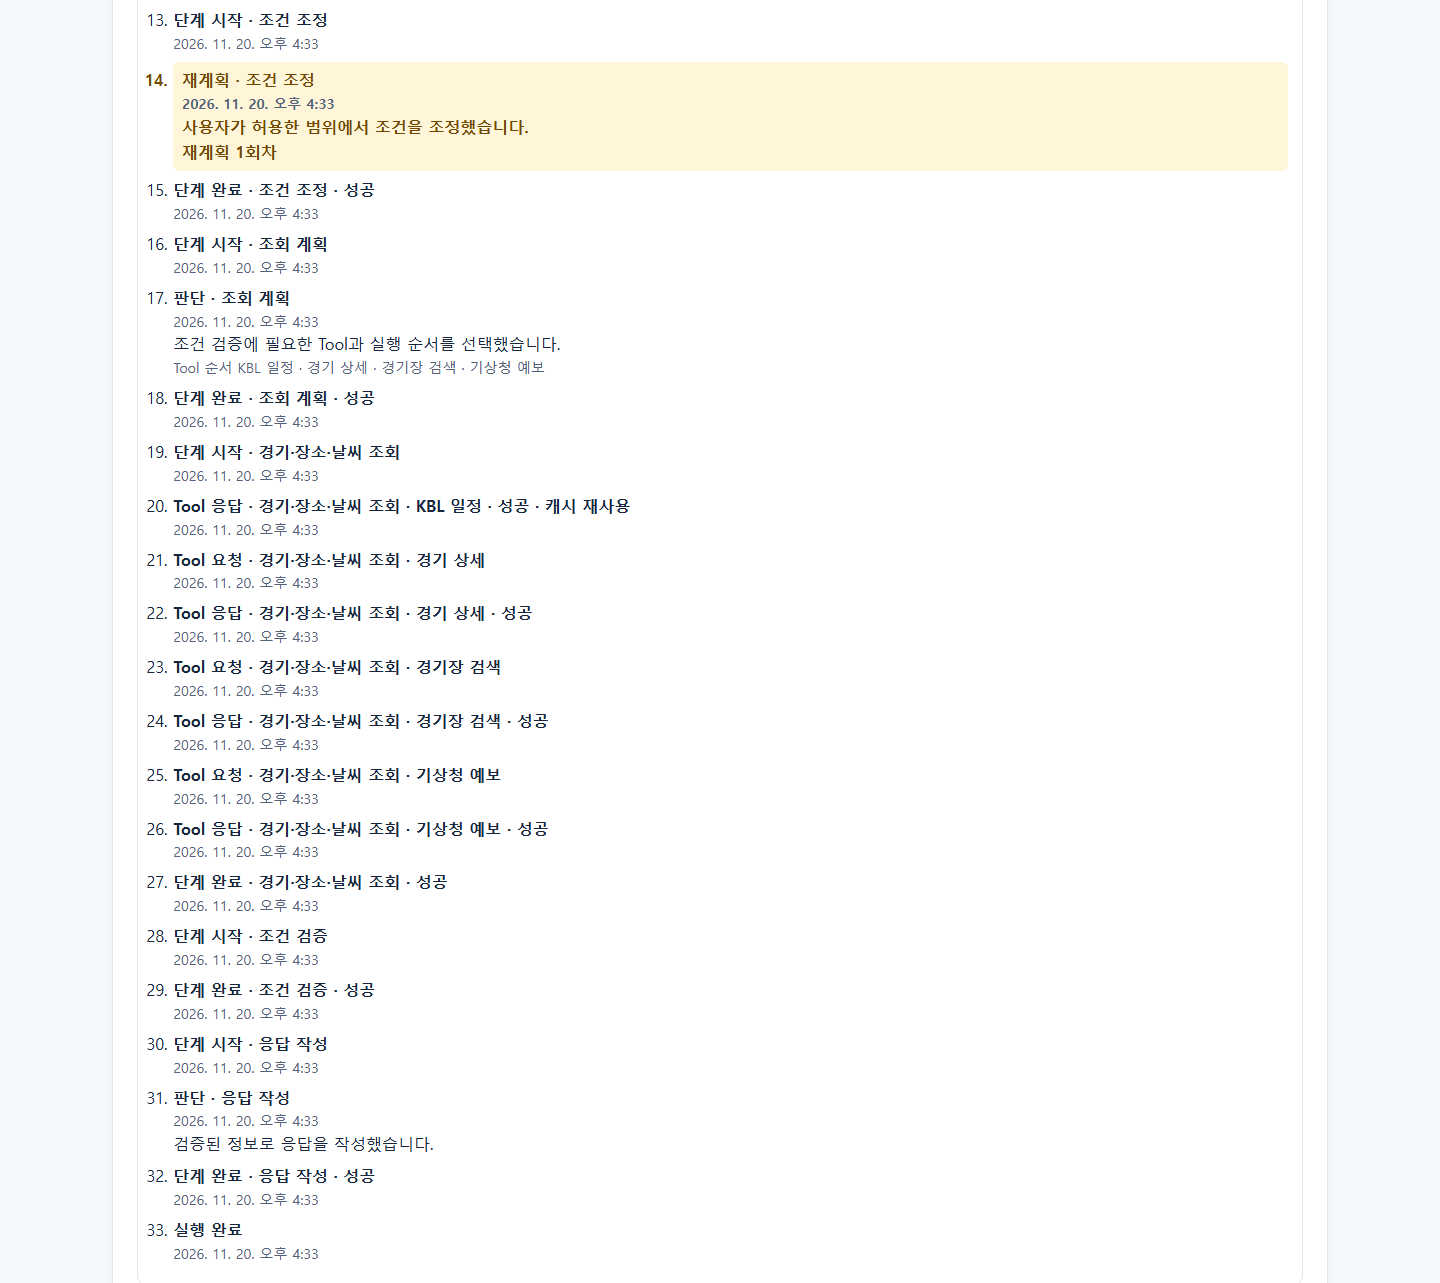 13. 단계 시작 · 조건 조정
2026. 11. 20. 오후 4:33
14. 재계획 · 조건 조정
2026. 11. 20. 오후 4:33
사용자가 허용한 범위에서 조건을 조정했습니다.
재계획 1회차
15. 단계 완료 · 조건 조정 · 성공
2026. 11. 20. 오후 4:33
16. 단계 시작 · 조회 계획
2026. 11. 20. 오후 4:33
17. 판단 · 조회 계획
2026. 11. 20. 오후 4:33
조건 검증에 필요한 Tool과 실행 순서를 선택했습니다.
Tool 순서 KBL 일정 · 경기 상세 · 경기장 검색 · 기상청 예보
18. 단계 완료 · 조회 계획 · 성공
2026. 11. 20. 오후 4:33
19. 단계 시작 · 경기·장소·날씨 조회
2026. 11. 20. 오후 4:33
20. Tool 응답 · 경기·장소·날씨 조회 · KBL 일정 · 성공 · 캐시 재사용
2026. 11. 20. 오후 4:33
21. Tool 요청 · 경기·장소·날씨 조회 · 경기 상세
2026. 11. 20. 오후 4:33
22. Tool 응답 · 경기·장소·날씨 조회 · 경기 상세 · 성공
2026. 11. 20. 오후 4:33
23. Tool 요청 · 경기·장소·날씨 조회 · 경기장 검색
2026. 11. 20. 오후 4:33
24. Tool 응답 · 경기·장소·날씨 조회 · 경기장 검색 · 성공
2026. 11. 20. 오후 4:33
25. Tool 요청 · 경기·장소·날씨 조회 · 기상청 예보
2026. 11. 20. 오후 4:33
26. Tool 응답 · 경기·장소·날씨 조회 · 기상청 예보 · 성공
2026. 11. 20. 오후 4:33
27. 단계 완료 · 경기·장소·날씨 조회 · 성공
2026. 11. 20. 오후 4:33
28. 단계 시작 · 조건 검증
2026. 11. 20. 오후 4:33
29. 단계 완료 · 조건 검증 · 성공
2026. 11. 20. 오후 4:33
30. 단계 시작 · 응답 작성
2026. 11. 20. 오후 4:33
31. 판단 · 응답 작성
2026. 11. 20. 오후 4:33
검증된 정보로 응답을 작성했습니다.
32. 단계 완료 · 응답 작성 · 성공
2026. 11. 20. 오후 4:33
33. 실행 완료
2026. 11. 20. 오후 4:33